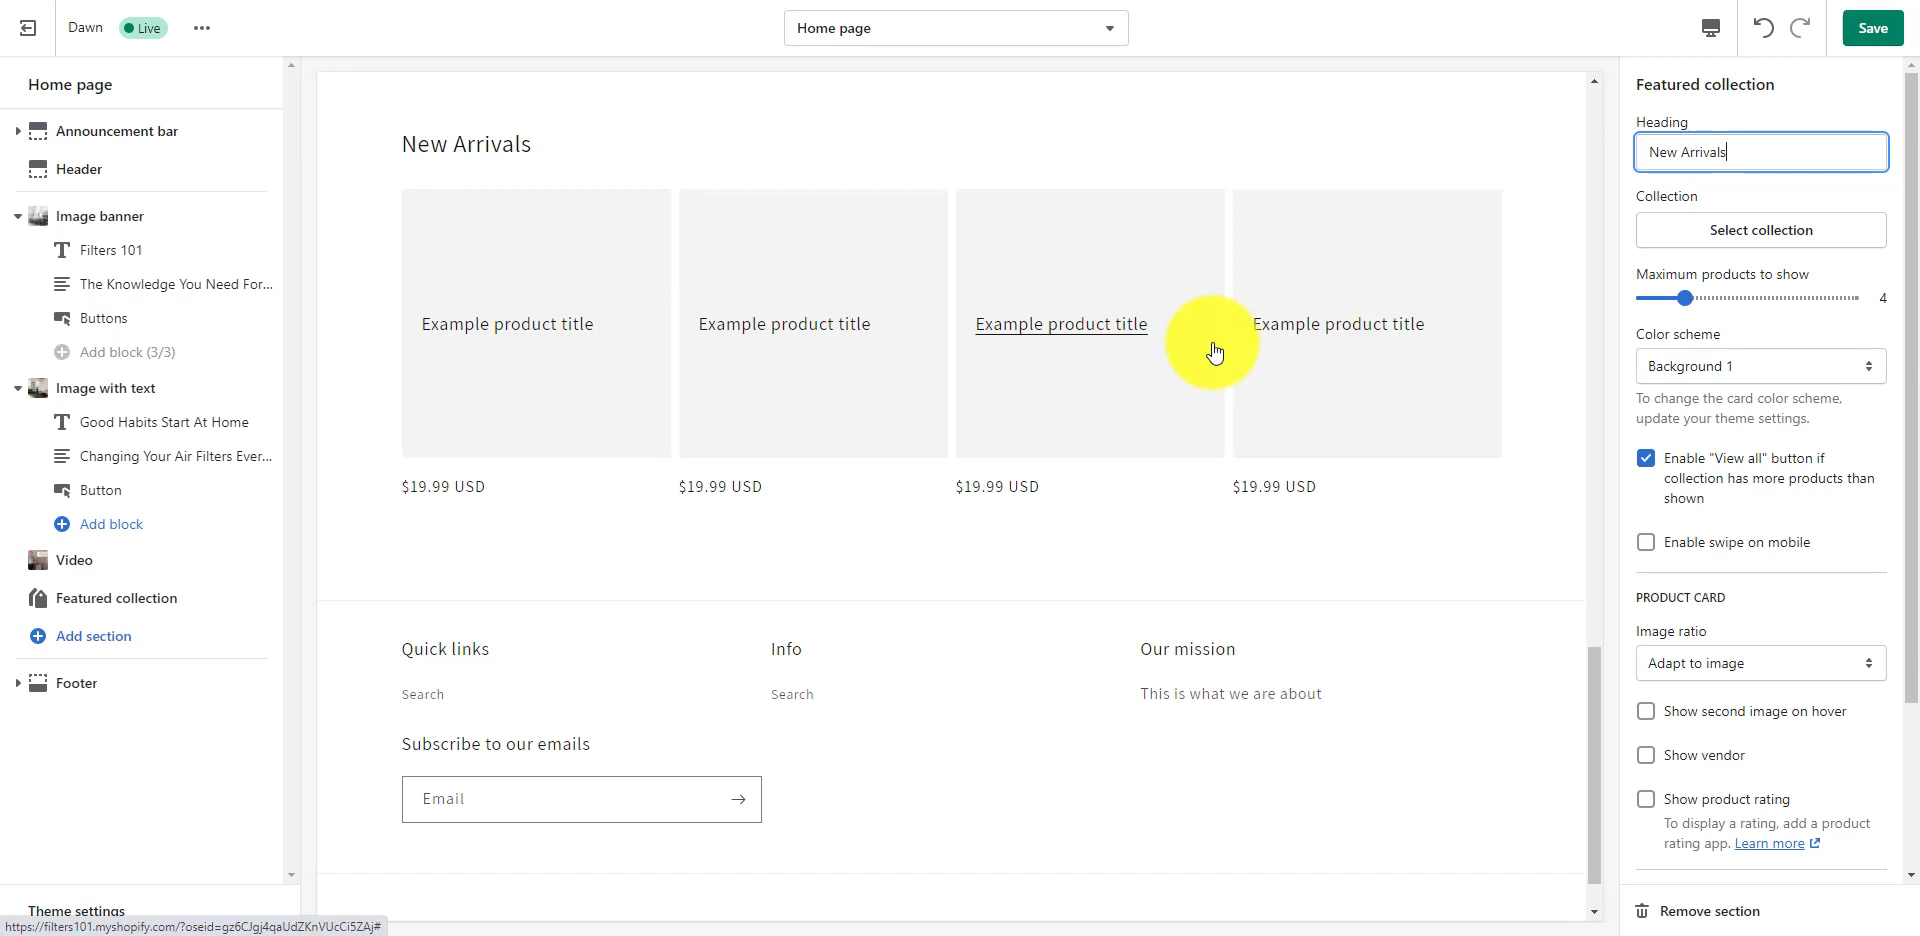 Dawn
Live
Home page
Save
Home page
Announcement bar
Header
Image banner
Filters 101
The Knowledge You Need For...
Buttons
Add block (3/3)
Image with text
Good Habits Start At Home
Changing Your Air Filters Ever...
Button
Add block
Video
Featured collection
Add section
Footer
Theme settings
https://filters101.myshopify.com/?oseid=gz6CJgj4qaUdZKnVUcCi5ZAj#
New Arrivals
Example product title
Example product title
Example product title
Example product title
$19.99 USD
$19.99 USD
$19.99 USD
$19.99 USD
Quick links
Info
Our mission
Search
Search
This is what we are about
Subscribe to our emails
Email
Featured collection
Heading
New Arrivals
Collection
Select collection
Maximum products to show
4
Color scheme
Background 1
To change the card color scheme,
update your theme settings.
Enable "View all" button if
collection has more products than
shown
Enable swipe on mobile
PRODUCT CARD
Image ratio
Adapt to image
Show second image on hover
Show vendor
Show product rating
To display a rating, add a product
rating app. Learn more
Remove section